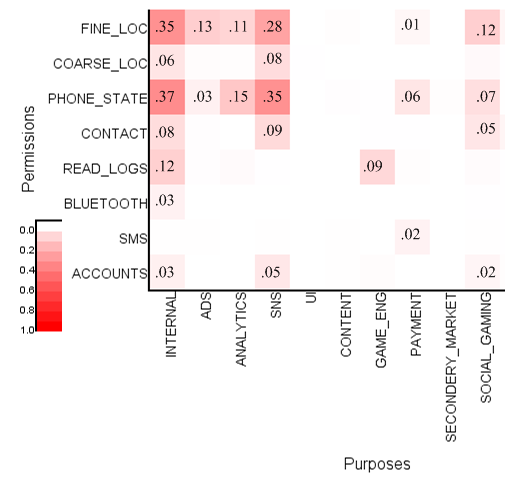 FINE_LOC .35 .13 .11 .28 .01 .12
COARSE_LOC .06 .08
PHONE_STATE .37 .03 .15 .35 .06 .07
CONTACT .08 .09 .05
READ_LOGS .12 .09
BLUETOOTH .03
SMS .02
ACCOUNTS .03 .05 .02
Permissions
0.0
0.2
0.4
0.6
0.8
1.0
INTERNAL
ADS
ANALYTICS
SNS
UI
CONTENT
GAME_ENG
PAYMENT
SECONDERY_MARKET
SOCIAL_GAMING
Purposes